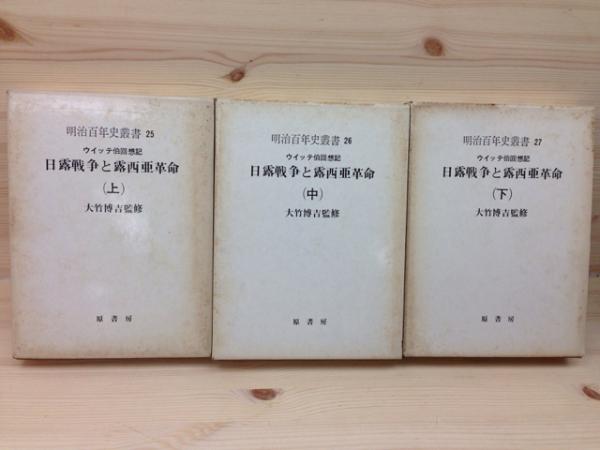 明治百年史叢書 25
ウイッテ伯回想記
日露戦争と露西亜革命
(上)
大竹博吉監修
原書房
明治百年史叢書 26
ウイッテ伯回想記
日露戦争と露西亜革命
(中)
大竹博吉監修
原書房
明治百年史叢書 27
ウイッテ伯回想記
日露戦争と露西亜革命
(下)
大竹博吉監修
原書房